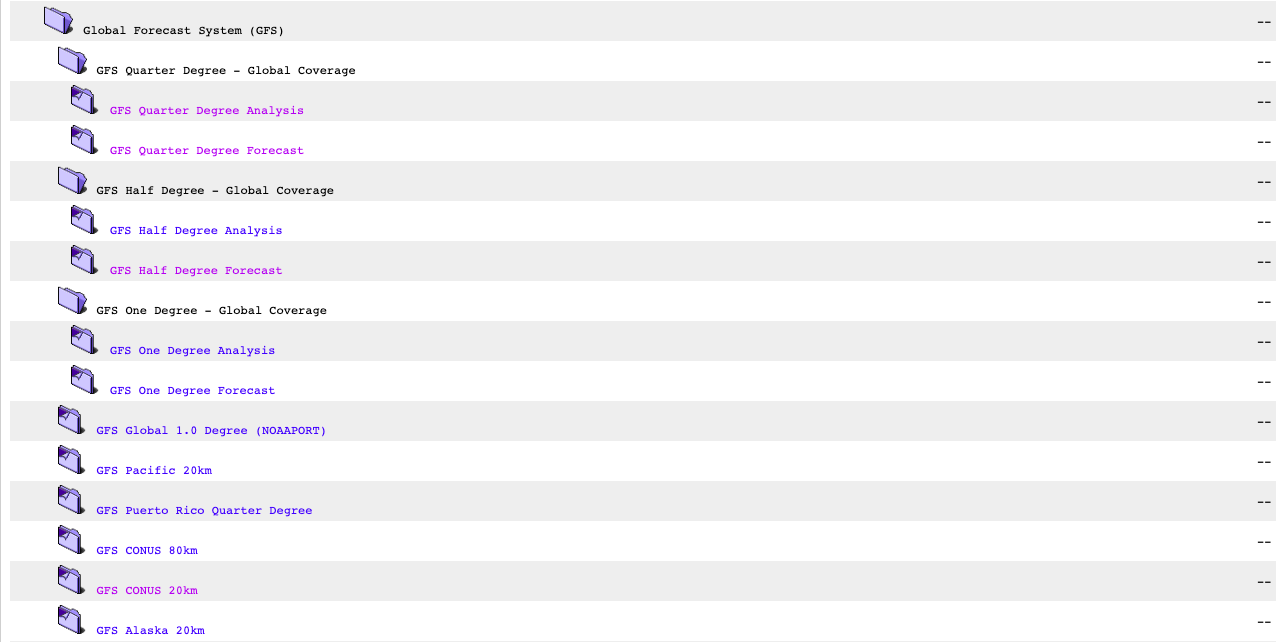 Global Forecast System (GFS) --
GFS Quarter Degree - Global Coverage --
GFS Quarter Degree Analysis --
GFS Quarter Degree Forecast --
GFS Half Degree - Global Coverage --
GFS Half Degree Analysis --
GFS Half Degree Forecast --
GFS One Degree - Global Coverage --
GFS One Degree Analysis --
GFS One Degree Forecast --
GFS Global 1.0 Degree (NOAAPORT) --
GFS Pacific 20km --
GFS Puerto Rico Quarter Degree --
GFS CONUS 80km --
GFS CONUS 20km --
GFS Alaska 20km --